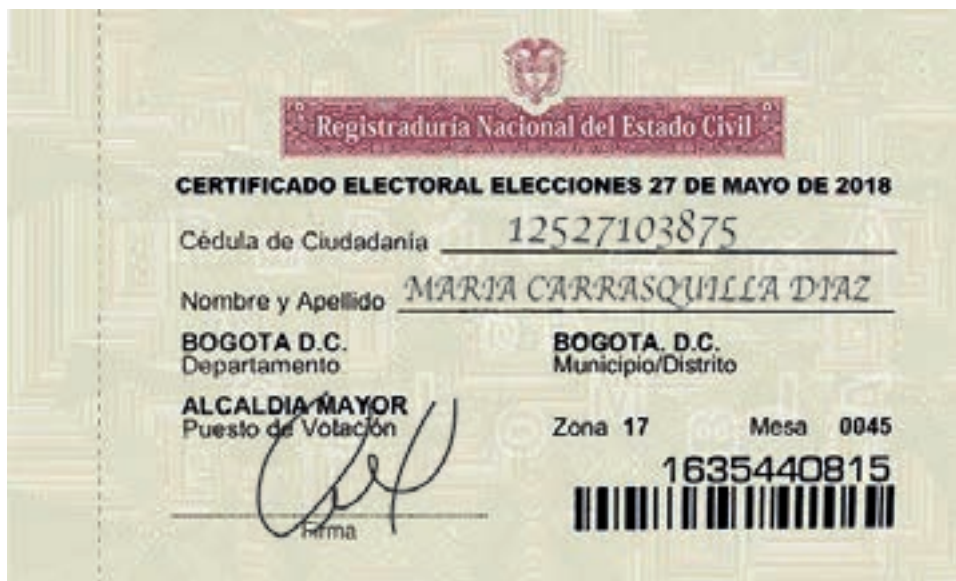 Registraduría Nacional del Estado Civil
CERTIFICADO ELECTORAL ELECCIONES 27 DE MAYO DE 2018
Cédula de Ciudadanía 12527103875
Nombre y Apellido MARIA CARRASQUILLA DIAZ
BOGOTA D.C. BOGOTA. D.C.
Departamento Municipio/Distrito
ALCALDIA MAYOR
Puesto de Votación Zona 17 Mesa 0045
1635440815
Firma